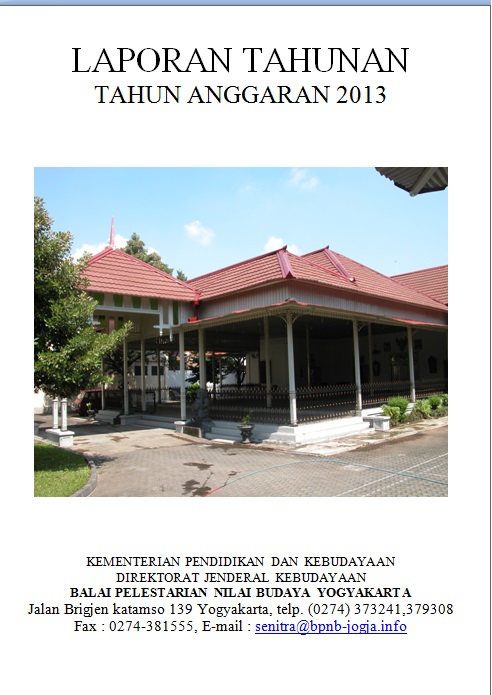 LAPORAN TAHUNAN
TAHUN ANGGARAN 2013
KEMENTERIAN PENDIDIKAN DAN KEBUDAYAAN
DIREKTORAT JENDERAL KEBUDAYAAN
BALAI PELESTARIAN NILAI BUDAYA YOGYAKARTA
Jalan Brigjen katamso 139 Yogyakarta, telp. (0274) 373241,379308
Fax : 0274-381555, E-mail : senitra@bpnb-jogja.info